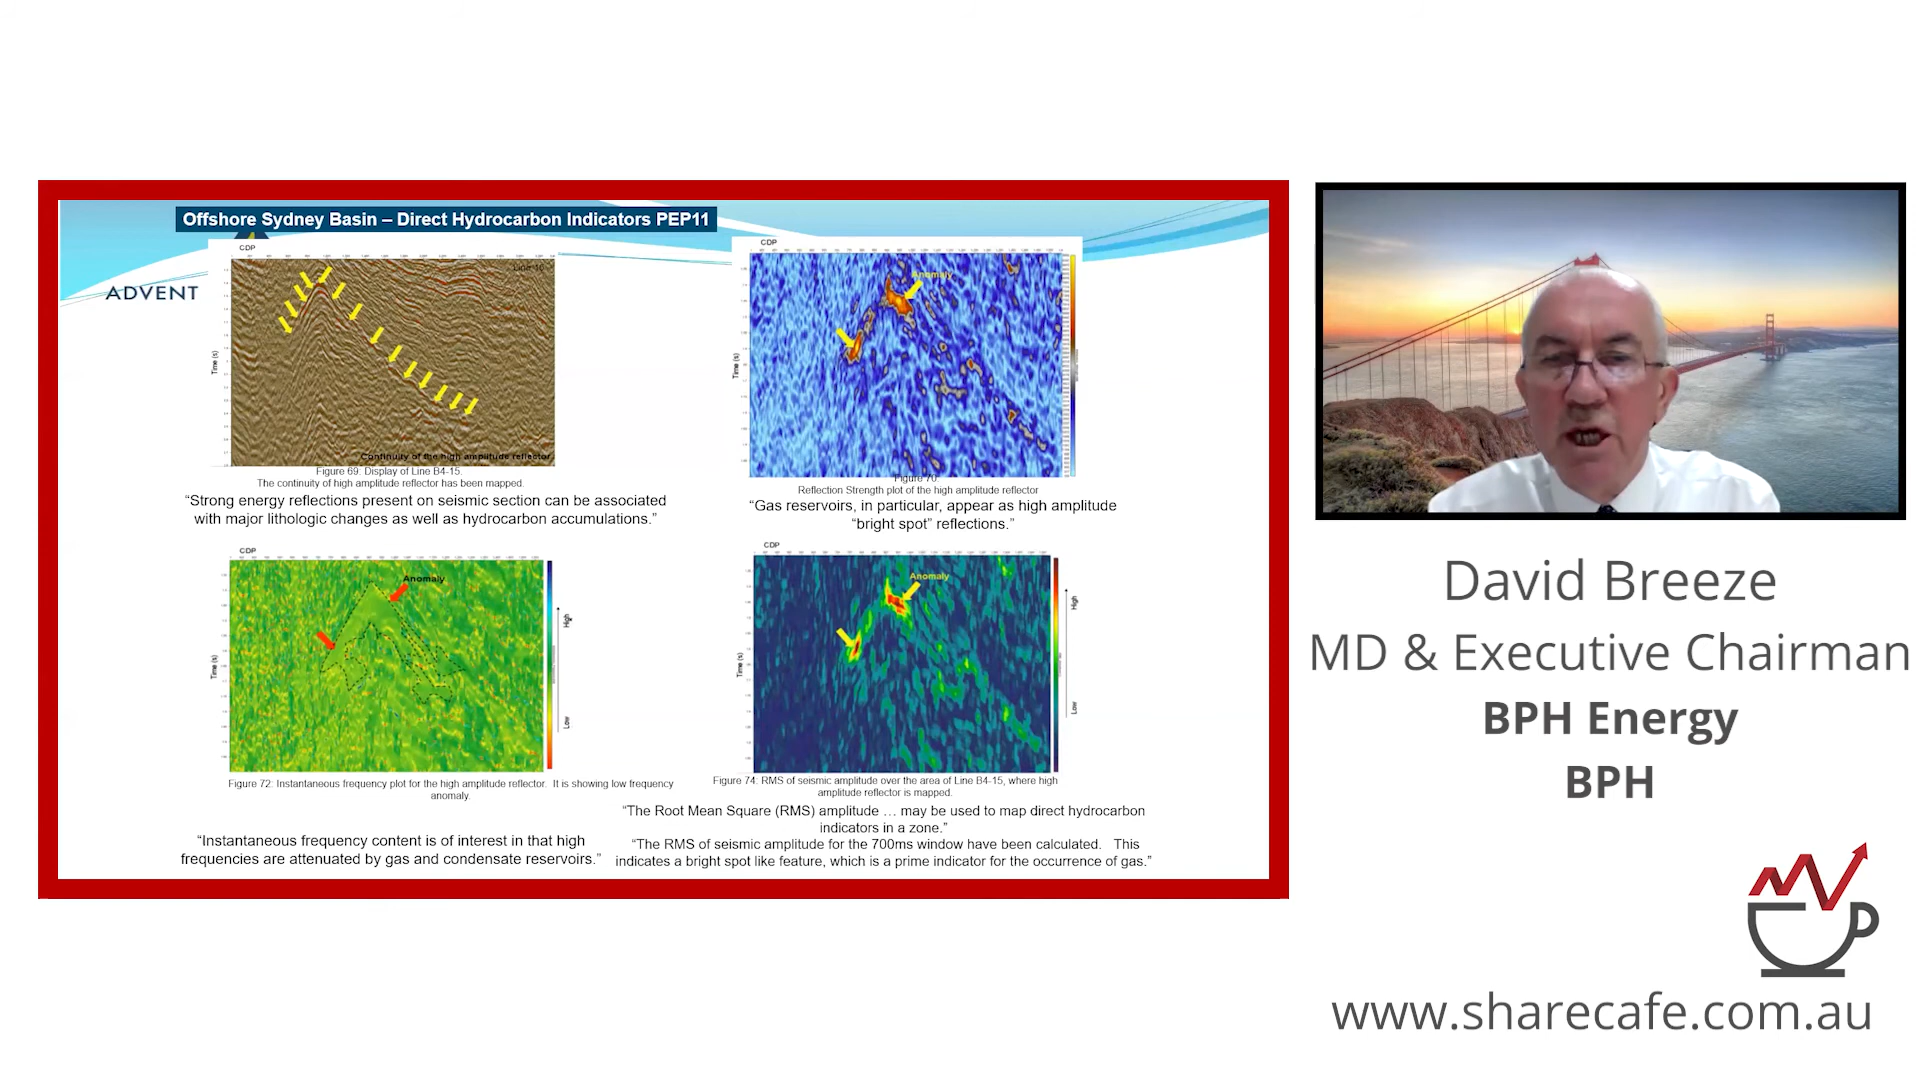 Offshore Sydney Basin – Direct Hydrocarbon Indicators PEP11
ADVENT
CDP
Time (s)
Continuity of the high amplitude reflector
Figure 69: Display of Line B4-15.
The continuity of high amplitude reflector has been mapped.
“Strong energy reflections present on seismic section can be associated
with major lithologic changes as well as hydrocarbon accumulations.”
CDP
Anomaly
Time (s)
Figure 70:
Reflection Strength plot of the high amplitude reflector
“Gas reservoirs, in particular, appear as high amplitude
“bright spot” reflections.”
CDP
Anomaly
Time (s)
High
Low
Figure 72: Instantaneous frequency plot for the high amplitude reflector. It is showing low frequency
anomaly.
“Instantaneous frequency content is of interest in that high
frequencies are attenuated by gas and condensate reservoirs.”
CDP
Anomaly
Time (s)
High
Low
Figure 74: RMS of seismic amplitude over the area of Line B4-15, where high
amplitude reflector is mapped.
“The Root Mean Square (RMS) amplitude … may be used to map direct hydrocarbon
indicators in a zone.”
“The RMS of seismic amplitude for the 700ms window have been calculated. This
indicates a bright spot like feature, which is a prime indicator for the occurrence of gas.”
David Breeze
MD & Executive Chairman
BPH Energy
BPH
www.sharecafe.com.au